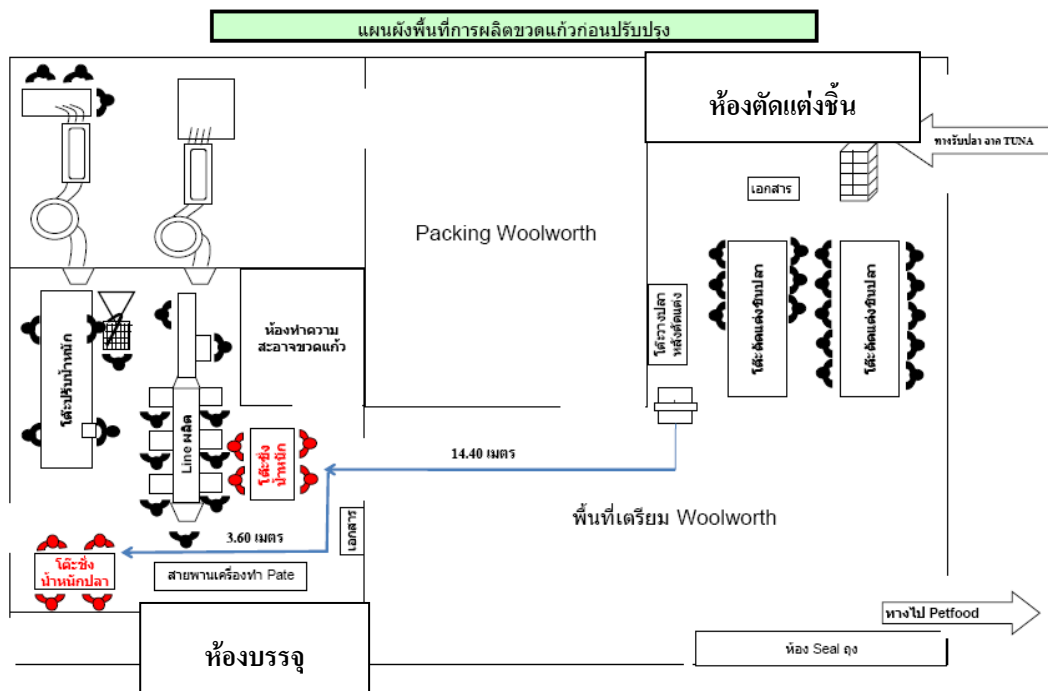 แผนผังพื้นที่การผลิตขวดแก้วก่อนปรับปรุง
ห้องตัดแต่งชิ้น
ทางรับปลา จาก TUNA
เอกสาร
Packing Woolworth
โต๊ะตัดแต่งชิ้นปลา
โต๊ะตัดแต่งชิ้นปลา
โต๊ะวางปลา
หลังตัดแต่ง
ห้องทำความ
สะอาจขวดแก้ว
โต๊ะปรับน้ำหนัก
Line ผลิต
โต๊ะชั่ง
น้ำหนัก
14.40 เมตร
พื้นที่เตรียม Woolworth
เอกสาร
3.60 เมตร
โต๊ะชั่ง
น้ำหนักปลา
สายพานเครื่องทำ Pate
ทางไป Petfood
ห้องบรรจุ
ห้อง Seal ถุง